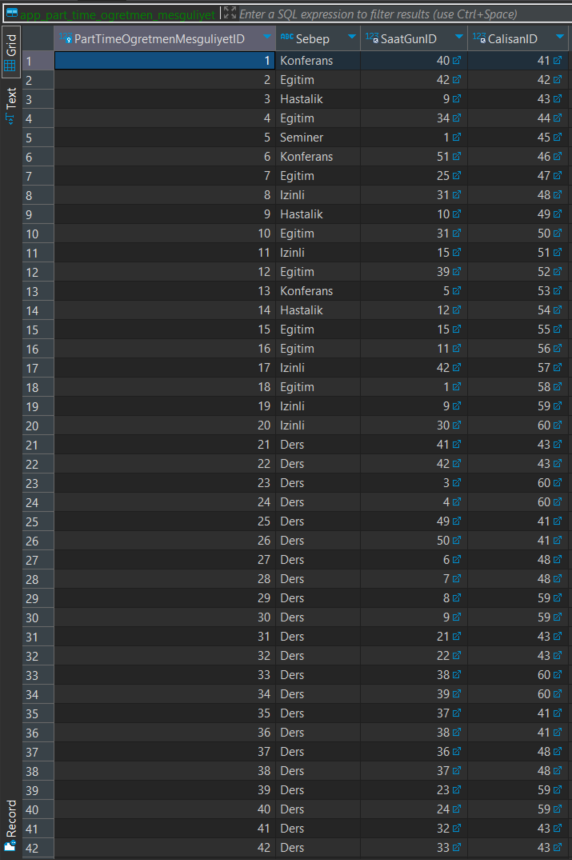 app_part_time_ogretmen_mesguliyet Enter a SQL expression to filter results (use Ctrl+Space)
Grid
Text
Record
PartTimeOgretmenMesguliyetID Sebep SaatGunID CalisanID
1 1 Konferans 40 41
2 2 Egitim 42 42
3 3 Hastalik 9 43
4 4 Egitim 34 44
5 5 Seminer 1 45
6 6 Konferans 51 46
7 7 Egitim 25 47
8 8 Izinli 31 48
9 9 Hastalik 10 49
10 10 Egitim 31 50
11 11 Izinli 15 51
12 12 Egitim 39 52
13 13 Konferans 5 53
14 14 Hastalik 12 54
15 15 Egitim 15 55
16 16 Egitim 11 56
17 17 Izinli 42 57
18 18 Egitim 1 58
19 19 Izinli 9 59
20 20 Izinli 30 60
21 21 Ders 41 43
22 22 Ders 42 43
23 23 Ders 3 60
24 24 Ders 4 60
25 25 Ders 49 41
26 26 Ders 50 41
27 27 Ders 6 48
28 28 Ders 7 48
29 29 Ders 8 59
30 30 Ders 9 59
31 31 Ders 21 43
32 32 Ders 22 43
33 33 Ders 38 60
34 34 Ders 39 60
35 35 Ders 37 41
36 36 Ders 38 41
37 37 Ders 36 48
38 38 Ders 37 48
39 39 Ders 23 59
40 40 Ders 24 59
41 41 Ders 32 43
42 42 Ders 33 43